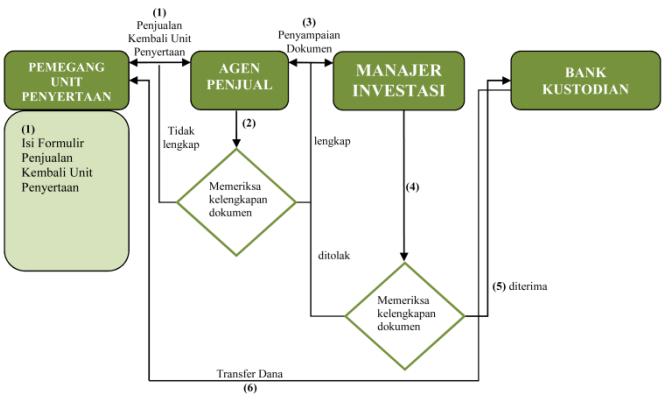 (1)
Penjualan
Kembali Unit
Penyertaan
(3)
Penyampaian
Dokumen
PEMEGANG
UNIT
PENYERTAAN
AGEN
PENJUAL
MANAJER
INVESTASI
BANK
KUSTODIAN
(1)
Isi Formulir
Penjualan
Kembali Unit
Penyertaan
Tidak
lengkap
(2)
lengkap
Memeriksa
kelengkapan
dokumen
(4)
ditolak
Memeriksa
kelengkapan
dokumen
(5) diterima
Transfer Dana
(6)